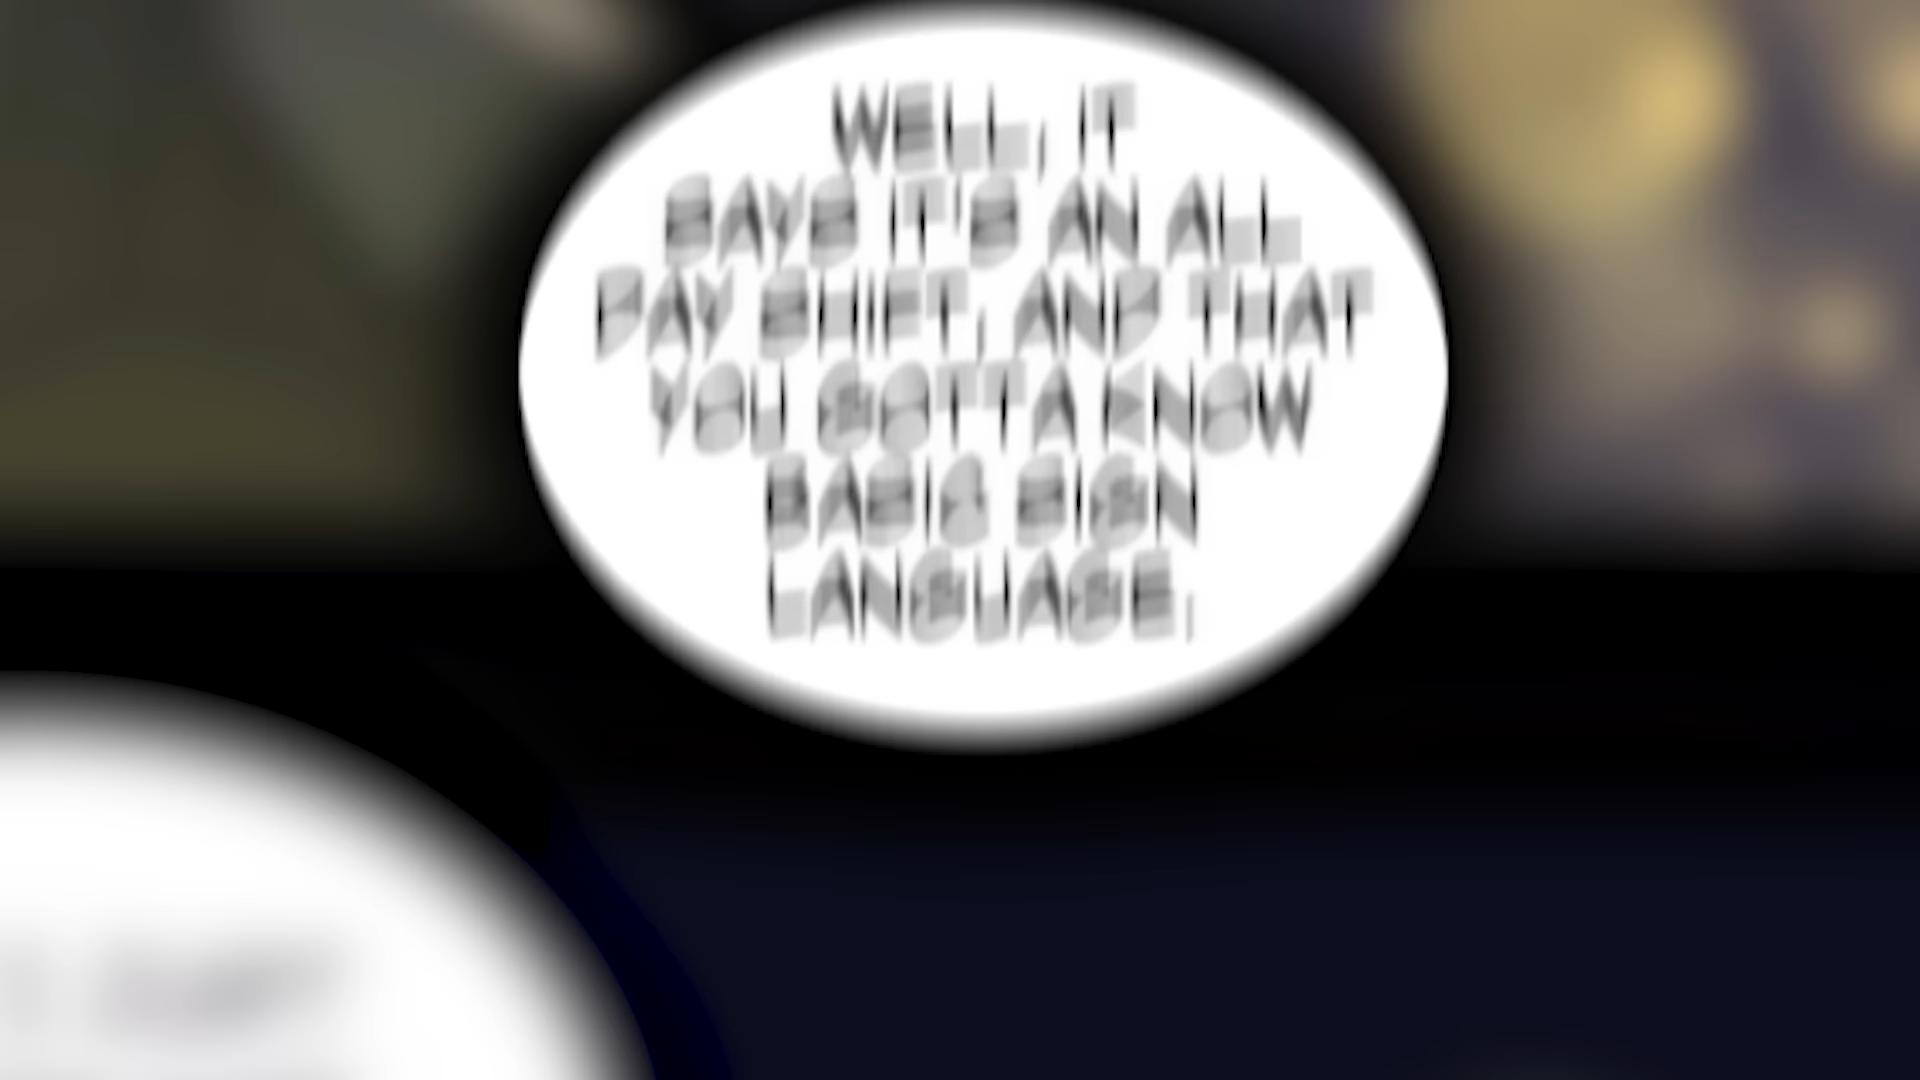 WELL, IT
SAYS IT'S AN ALL
DAY SHIFT, AND THAT
YOU GOTTA KNOW
BASIC SIGN
LANGUAGE,